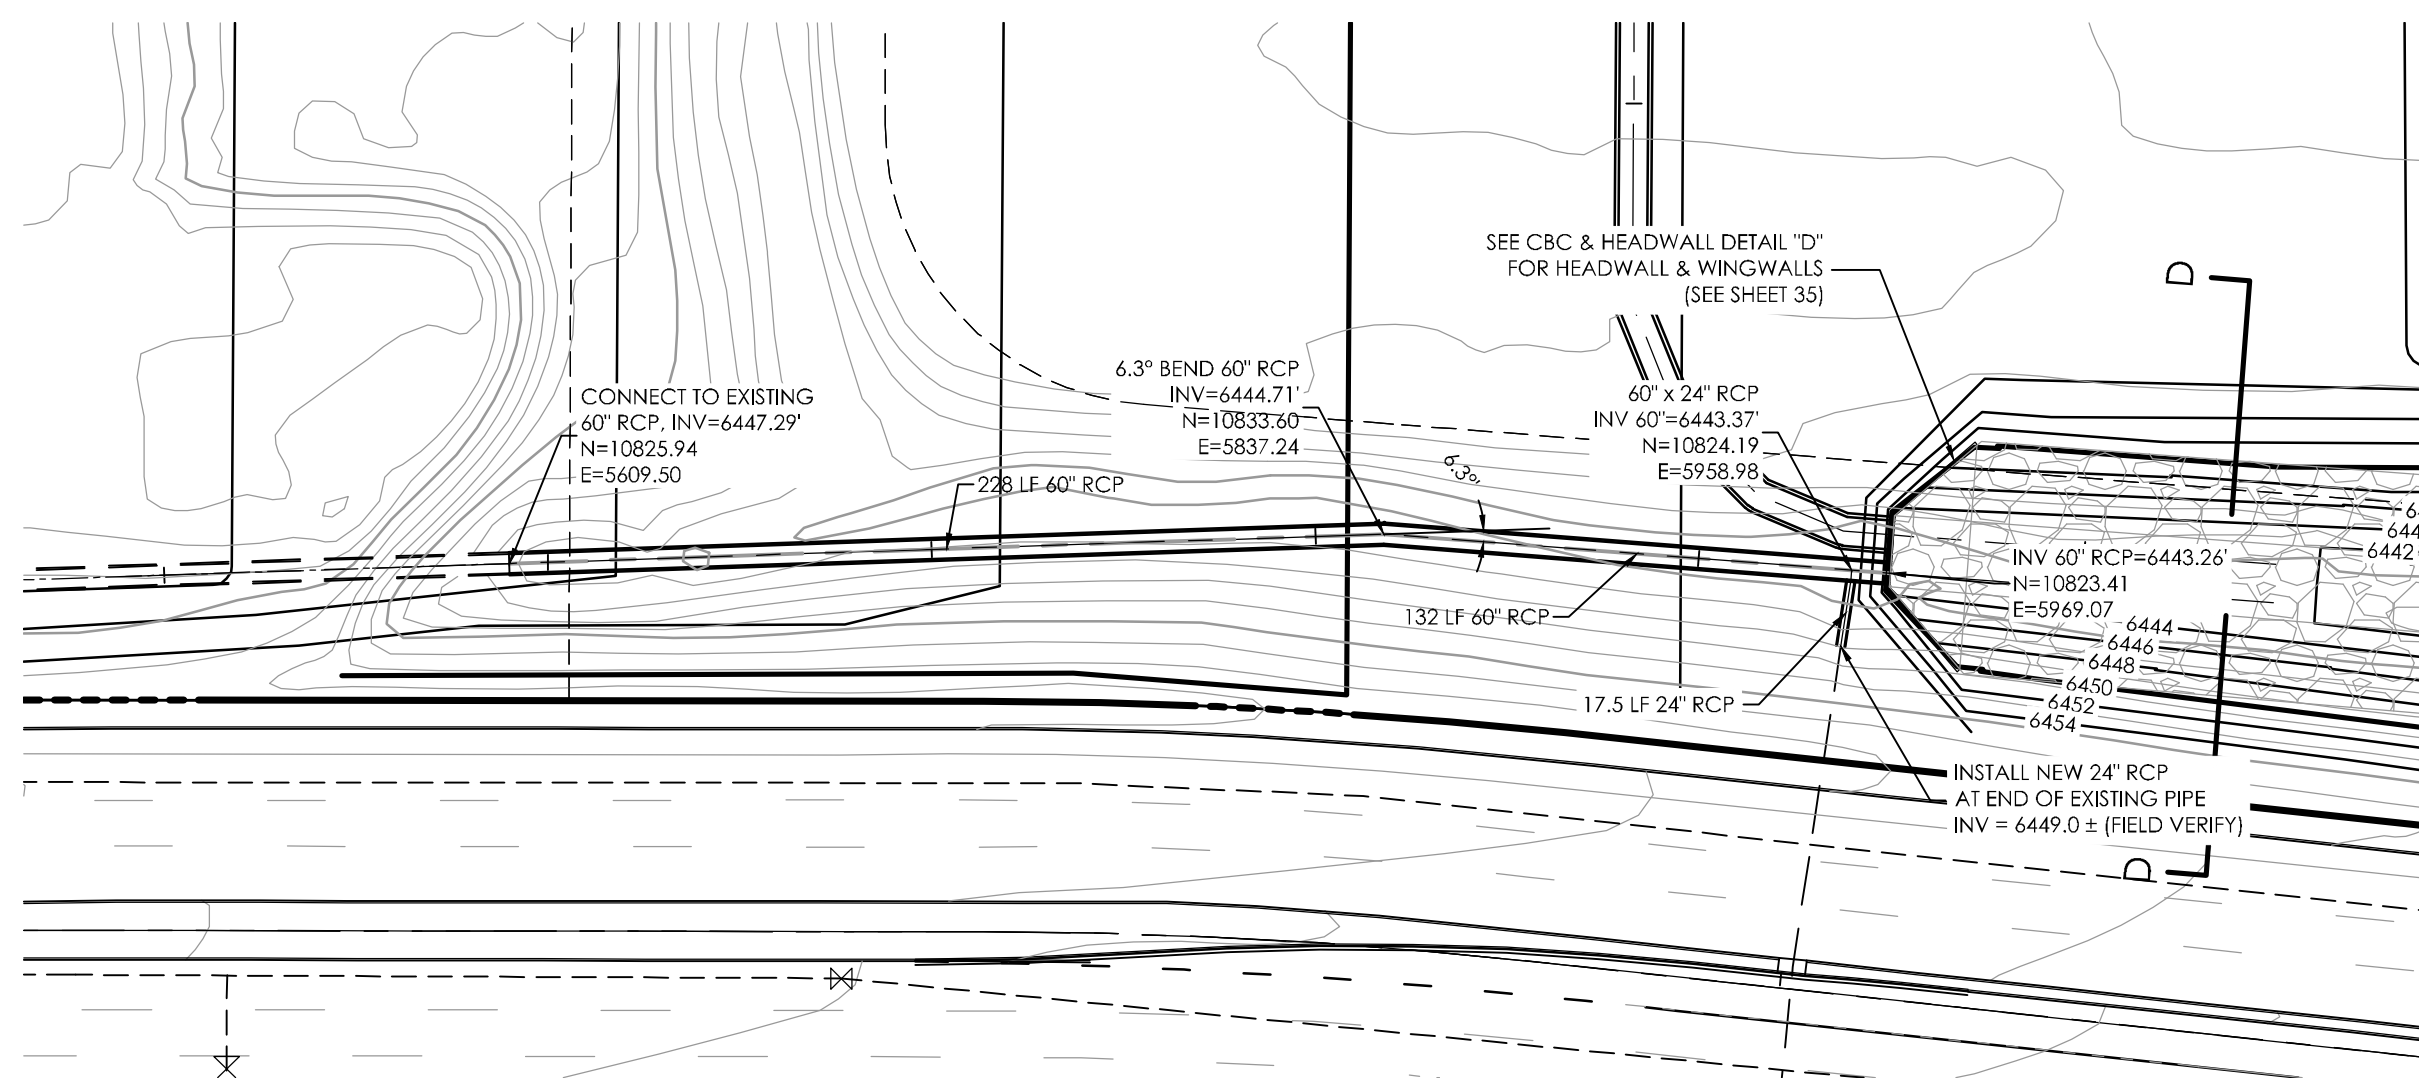 SEE CBC & HEADWALL DETAIL "D"
FOR HEADWALL & WINGWALLS
(SEE SHEET 35)
D
6.3° BEND 60" RCP
INV=6444.71'
N=10833.60
E=5837.24
60" x 24" RCP
INV 60"=6443.37'
N=10824.19
E=5958.98
CONNECT TO EXISTING
60" RCP, INV=6447.29'
N=10825.94
E=5609.50
228 LF 60" RCP
6.3°
6442
INV 60" RCP=6443.26'
N=10823.41
E=5969.07
132 LF 60" RCP
6444
6446
6448
6450
6452
6454
17.5 LF 24" RCP
INSTALL NEW 24" RCP
AT END OF EXISTING PIPE
INV = 6449.0 ± (FIELD VERIFY)
D